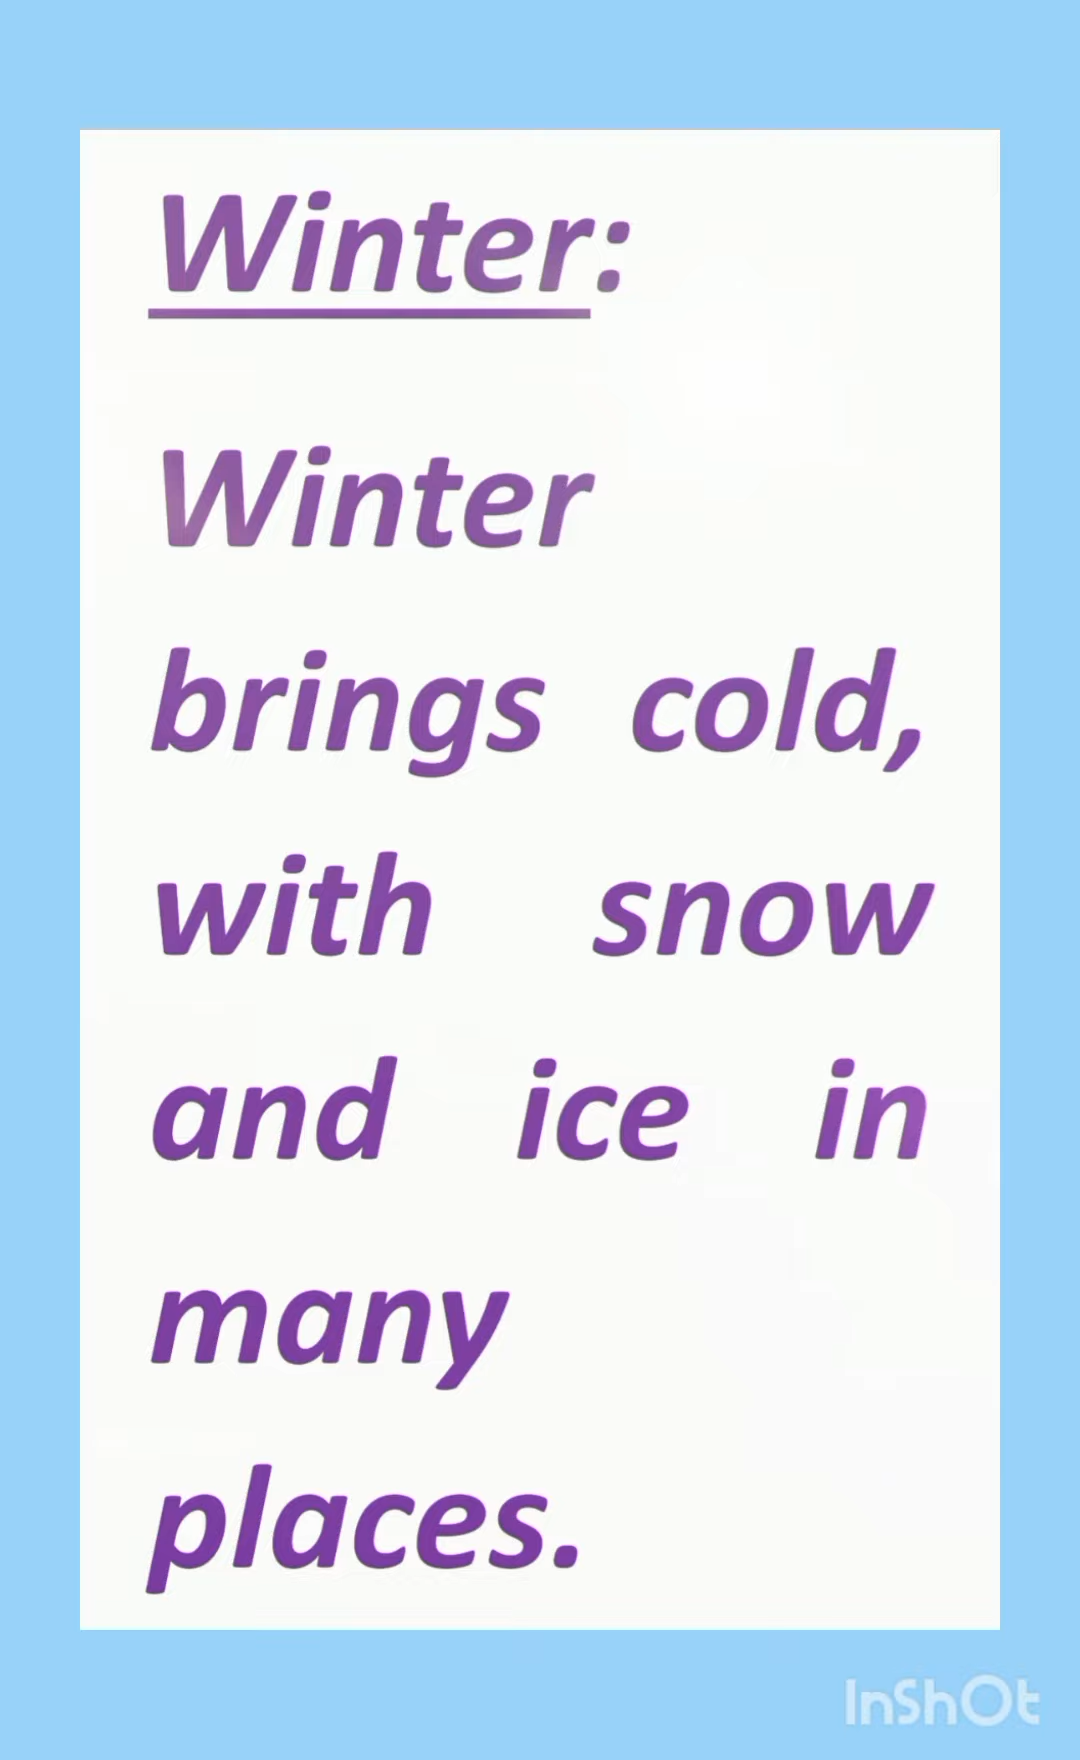 Winter:
Winter
brings cold,
with snow
and ice in
many
places.
InShOt